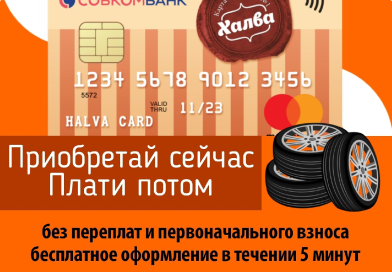 СОВКОМБАНК
Халва
1234 5678 9012 3456
5572
VALID
THRU
11/23
HALVA CARD
Приобретай сейчас
Плати потом
без переплат и первоначального взноса
бесплатное оформление в течении 5 минут